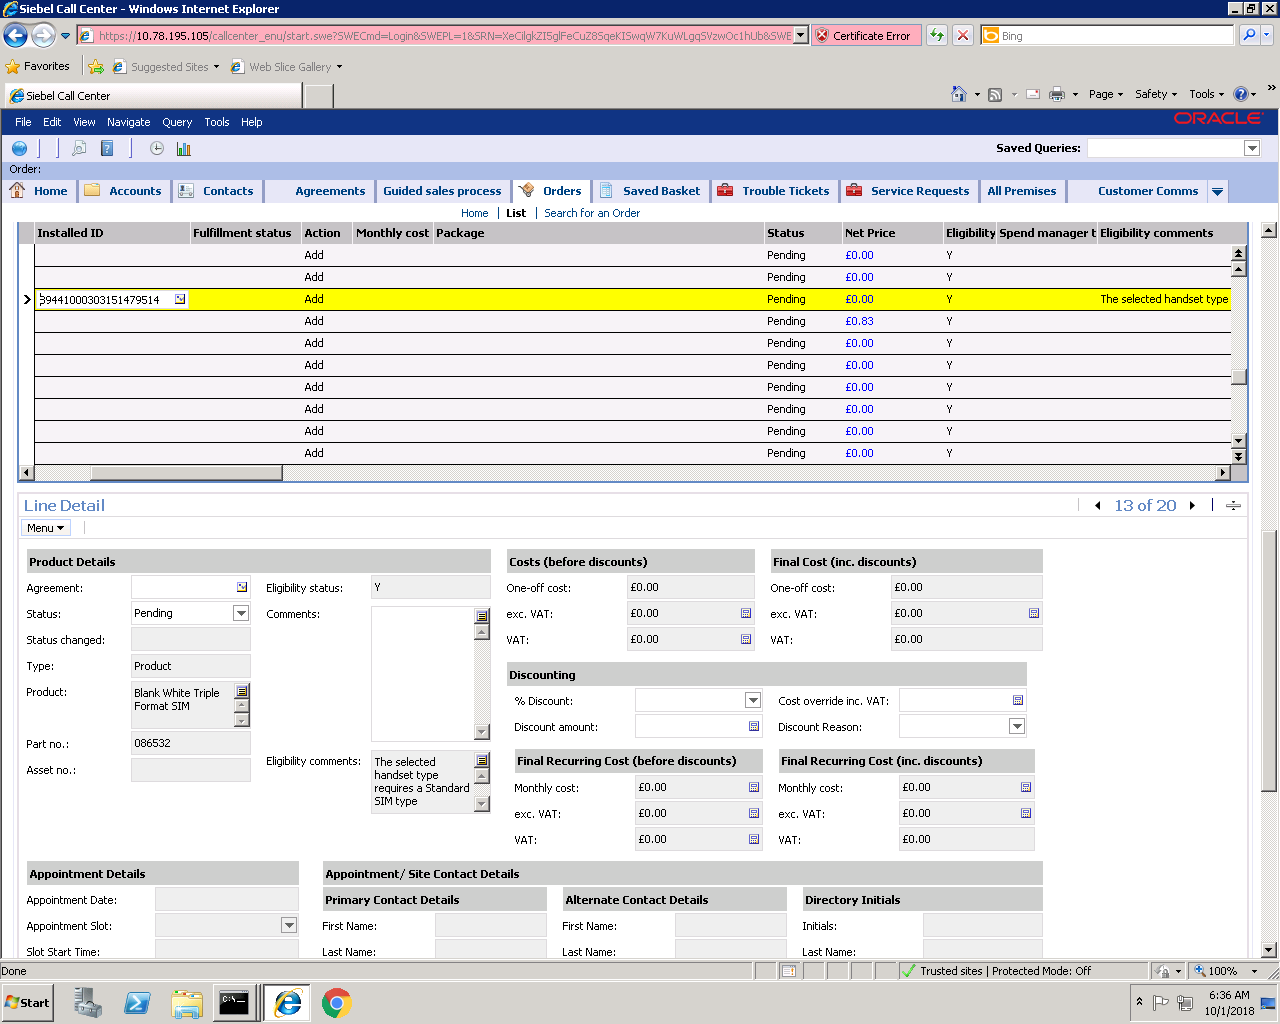 Siebel Call Center - Windows Internet Explorer
https://10.78.195.105/callcenter_enu/start.swe?SWECmd=Login&SWEPL=1&SRN=XeCilgkZI5glFeCuZ8SqeKISwqW7KuWLgqSVzwOc1hUb&SWE
Certificate Error
Bing
Favorites
Suggested Sites
Web Slice Gallery
Siebel Call Center
Page
Safety
Tools
File Edit View Navigate Query Tools Help
ORACLE
Saved Queries:
Order:
Home Accounts Contacts Agreements Guided sales process Orders Saved Basket Trouble Tickets Service Requests All Premises Customer Comms
Home | List | Search for an Order
Installed ID Fulfillment status Action Monthly cost Package Status Net Price Eligibility Spend manager t Eligibility comments
Add Pending £0.00 Y
Add Pending £0.00 Y
39441000303151479514 Add Pending £0.00 Y The selected handset type
Add Pending £0.83 Y
Add Pending £0.00 Y
Add Pending £0.00 Y
Add Pending £0.00 Y
Add Pending £0.00 Y
Add Pending £0.00 Y
Add Pending £0.00 Y
Line Detail
13 of 20
Menu
Product Details
Agreement:
Status: Pending
Status changed:
Type: Product
Product: Blank White Triple
Format SIM
Part no.: 086532
Asset no.:
Eligibility status: Y
Comments:
Eligibility comments: The selected
handset type
requires a Standard
SIM type
Costs (before discounts)
One-off cost: £0.00
exc. VAT: £0.00
VAT: £0.00
Final Cost (inc. discounts)
One-off cost: £0.00
exc. VAT: £0.00
VAT: £0.00
Discounting
% Discount:
Discount amount:
Cost override inc. VAT:
Discount Reason:
Final Recurring Cost (before discounts)
Monthly cost: £0.00
exc. VAT: £0.00
VAT: £0.00
Final Recurring Cost (inc. discounts)
Monthly cost: £0.00
exc. VAT: £0.00
VAT: £0.00
Appointment Details
Appointment Date:
Appointment Slot:
Slot Start Time:
Appointment/ Site Contact Details
Primary Contact Details
First Name:
Last Name:
Alternate Contact Details
First Name:
Last Name:
Directory Initials
Initials:
Last Name:
Done
Trusted sites | Protected Mode: Off
100%
Start
C:\.
6:36 AM
10/1/2018